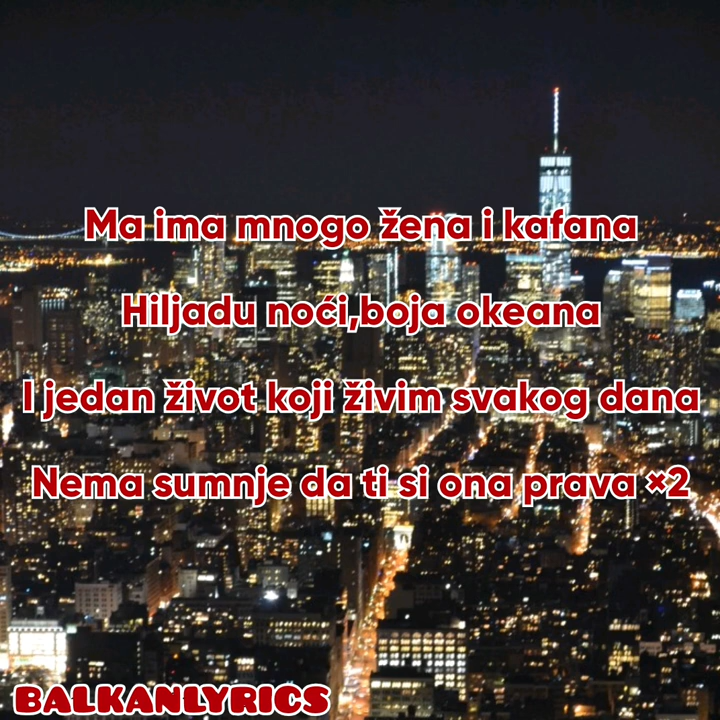 Ma ima mnogo žena i kafana
Hiljadu noći,boja okeana
I jedan život koji živim svakog dana
Nema sumnje da ti si ona prava ×2
BALKANLYRICS